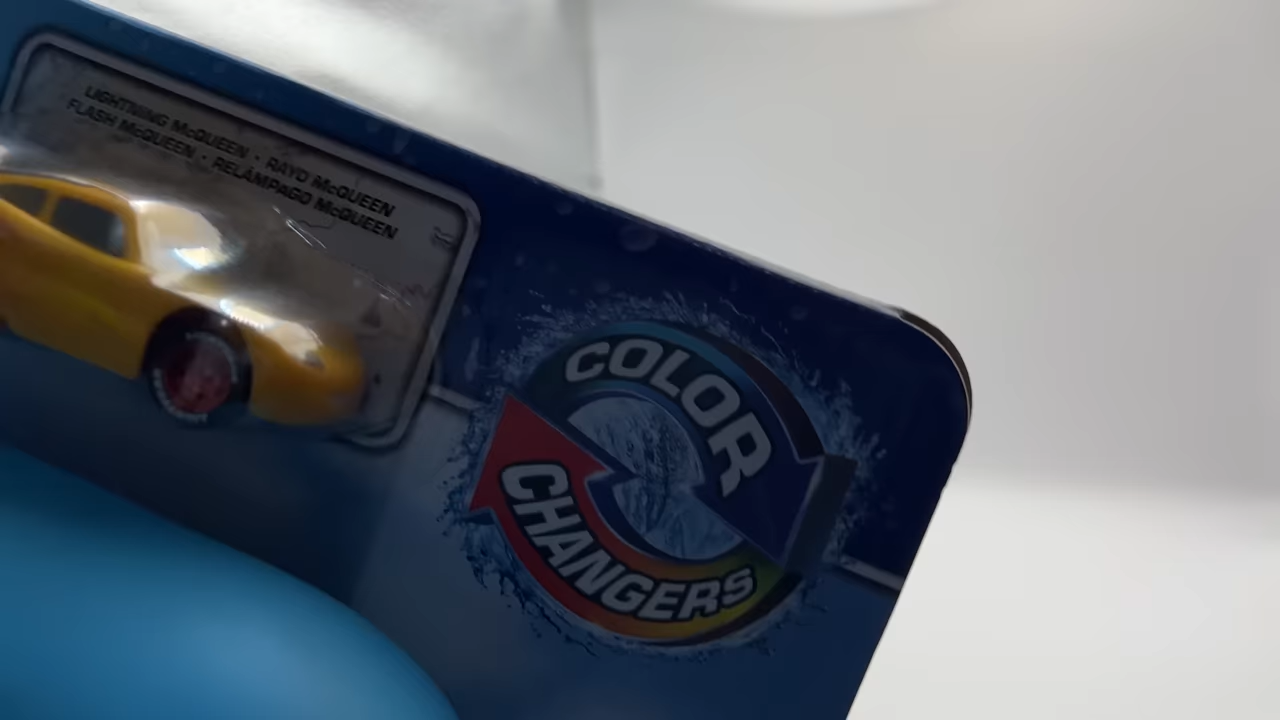 LIGHTNING McQUEEN · RAYO McQUEEN
FLASH McQUEEN · RELÁMPAGO McQUEEN
COLOR
CHANGERS